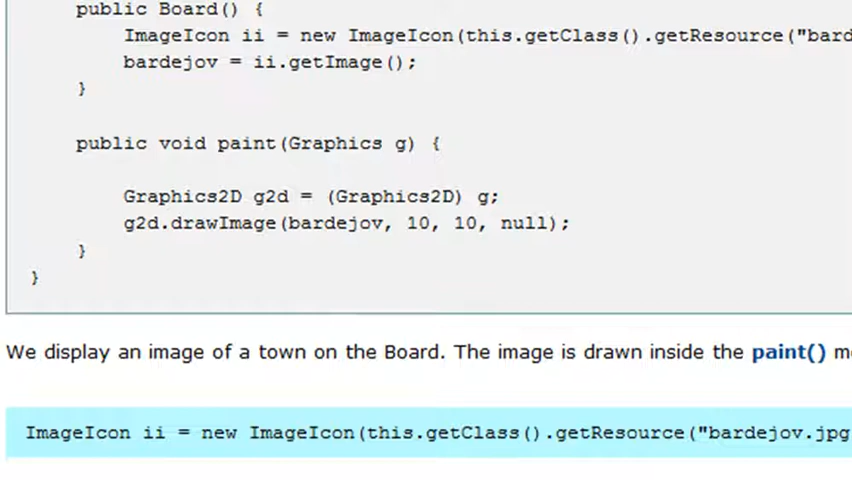 public Board() {
ImageIcon ii = new ImageIcon(this.getClass().getResource("bard
bardejov = ii.getImage();
}
public void paint(Graphics g) {
Graphics2D g2d = (Graphics2D) g;
g2d.drawImage(bardejov, 10, 10, null);
}
}
We display an image of a town on the Board. The image is drawn inside the paint() m
ImageIcon ii = new ImageIcon(this.getClass().getResource("bardejov.jpg